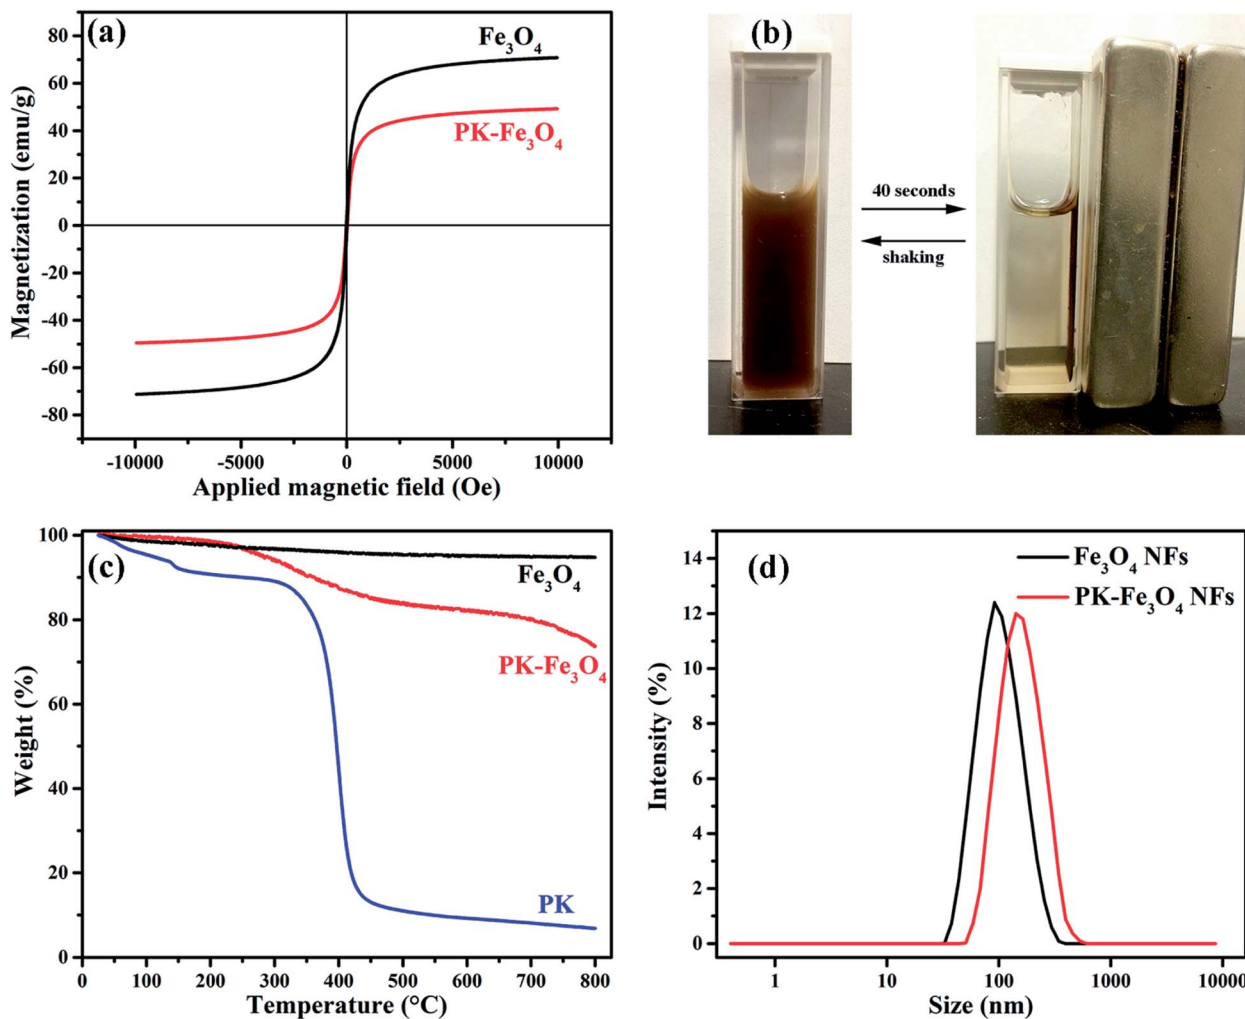 (a)
Fe₃O₄
PK-Fe₃O₄
80
60
40
20
0
-20
-40
-60
-80
Magnetization (emu/g)
-10000 -5000 0 5000 10000
Applied magnetic field (Oe)
(b)
40 seconds
shaking
(c)
Fe₃O₄
PK-Fe₃O₄
PK
100
80
60
40
20
0
Weight (%)
0 100 200 300 400 500 600 700 800
Temperature (°C)
(d)
Fe₃O₄ NFs
PK-Fe₃O₄ NFs
14
12
10
8
6
4
2
0
Intensity (%)
1 10 100 1000 10000
Size (nm)